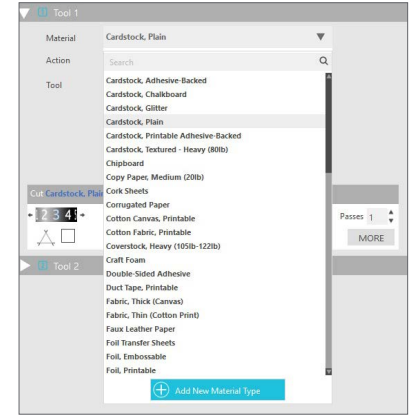 Tool 1
Material
Cardstock, Plain
Action
Search
Tool
Cardstock, Adhesive-Backed
Cardstock, Chalkboard
Cardstock, Glitter
Cardstock, Plain
Cardstock, Printable Adhesive-Backed
Cardstock, Textured - Heavy (80lb)
Chipboard
Copy Paper, Medium (20lb)
Cork Sheets
Corrugated Paper
Cotton Canvas, Printable
Cotton Fabric, Printable
Coverstock, Heavy (105lb-122lb)
Craft Foam
Double-Sided Adhesive
Duct Tape, Printable
Fabric, Thick (Canvas)
Fabric, Thin (Cotton Print)
Faux Leather Paper
Foil Transfer Sheets
Foil, Embossable
Foil, Printable
Add New Material Type
Cut Cardstock, Plai
1 2 3 4
Passes 1
MORE
Tool 2